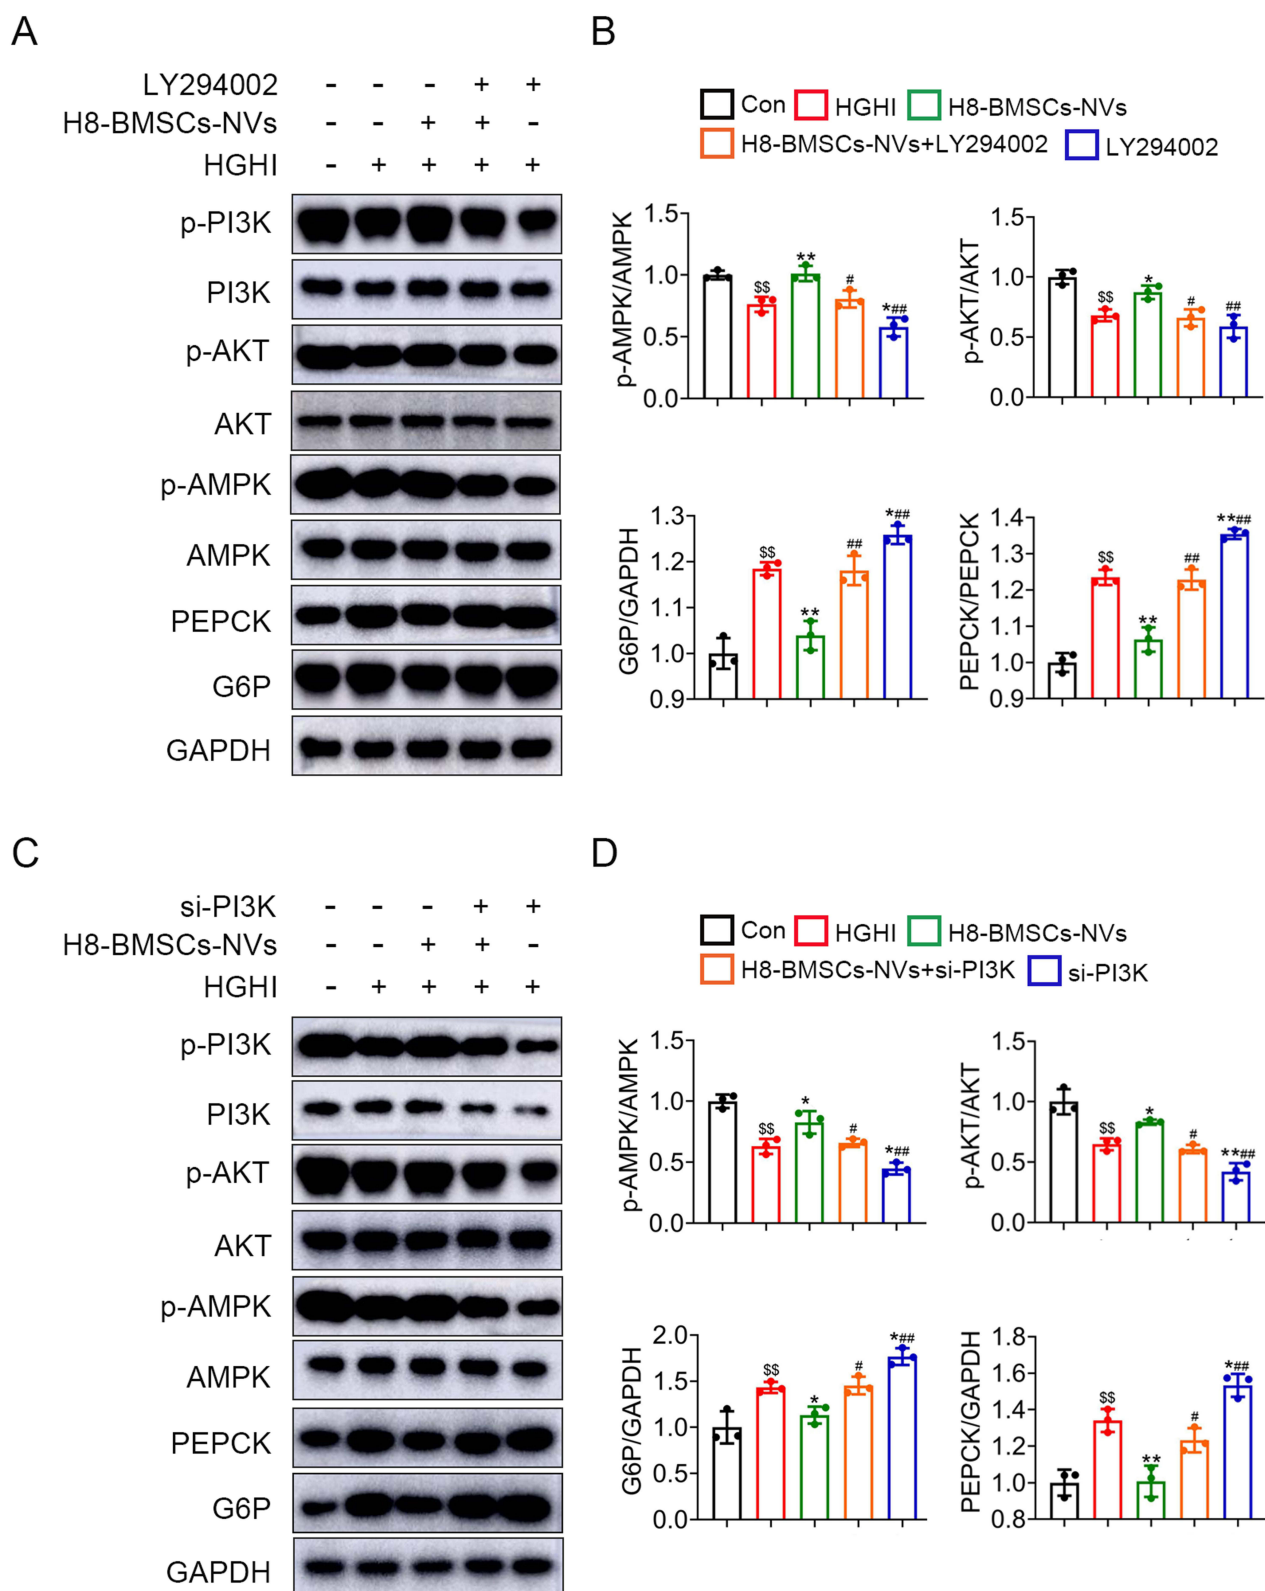 A
LY294002 - - - + +
H8-BMSCs-NVs - - + + -
HGHI - + + + +
p-PI3K
PI3K
p-AKT
AKT
p-AMPK
AMPK
PEPCK
G6P
GAPDH
B
Con HGHI H8-BMSCs-NVs
H8-BMSCs-NVs+LY294002 LY294002
p-AMPK/AMPK
1.5
1.0
0.5
0.0
$$
**
#
*##
p-AKT/AKT
1.5
1.0
0.5
0.0
$$
*
#
##
G6P/GAPDH
1.3
1.2
1.1
1.0
0.9
$$
**
##
*##
PEPCK/PEPCK
1.4
1.3
1.2
1.1
1.0
0.9
$$
**
##
**##
C
si-PI3K - - - + +
H8-BMSCs-NVs - - + + -
HGHI - + + + +
p-PI3K
PI3K
p-AKT
AKT
p-AMPK
AMPK
PEPCK
G6P
GAPDH
D
Con HGHI H8-BMSCs-NVs
H8-BMSCs-NVs+si-PI3K si-PI3K
p-AMPK/AMPK
1.5
1.0
0.5
0.0
$$
*
#
*##
p-AKT/AKT
1.5
1.0
0.5
0.0
$$
*
#
**##
G6P/GAPDH
2.0
1.5
1.0
0.5
0.0
$$
*
#
*##
PEPCK/GAPDH
1.8
1.6
1.4
1.2
1.0
0.8
$$
**
#
*##